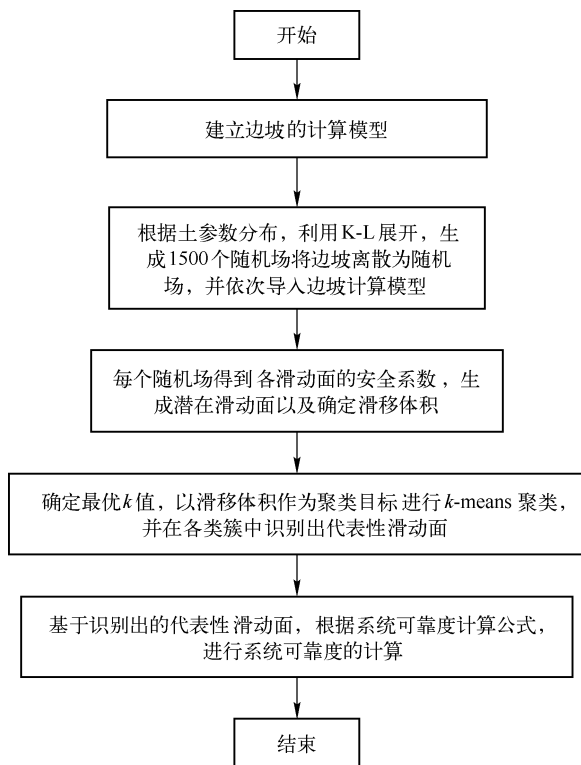 开始
建立边坡的计算模型
根据土参数分布，利用K-L展开，生
成1500个随机场将边坡离散为随机
场，并依次导入边坡计算模型
每个随机场得到各滑动面的安全系数，生
成潜在滑动面以及确定滑移体积
确定最优k值，以滑移体积作为聚类目标进行k-means聚类，
并在各类簇中识别出代表性滑动面
基于识别出的代表性滑动面，根据系统可靠度计算公式，
进行系统可靠度的计算
结束